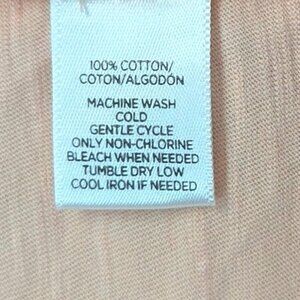 100% COTTON/
COTON/ALGODÓN
MACHINE WASH
COLD
GENTLE CYCLE
ONLY NON-CHLORINE
BLEACH WHEN NEEDED
TUMBLE DRY LOW
COOL IRON IF NEEDED